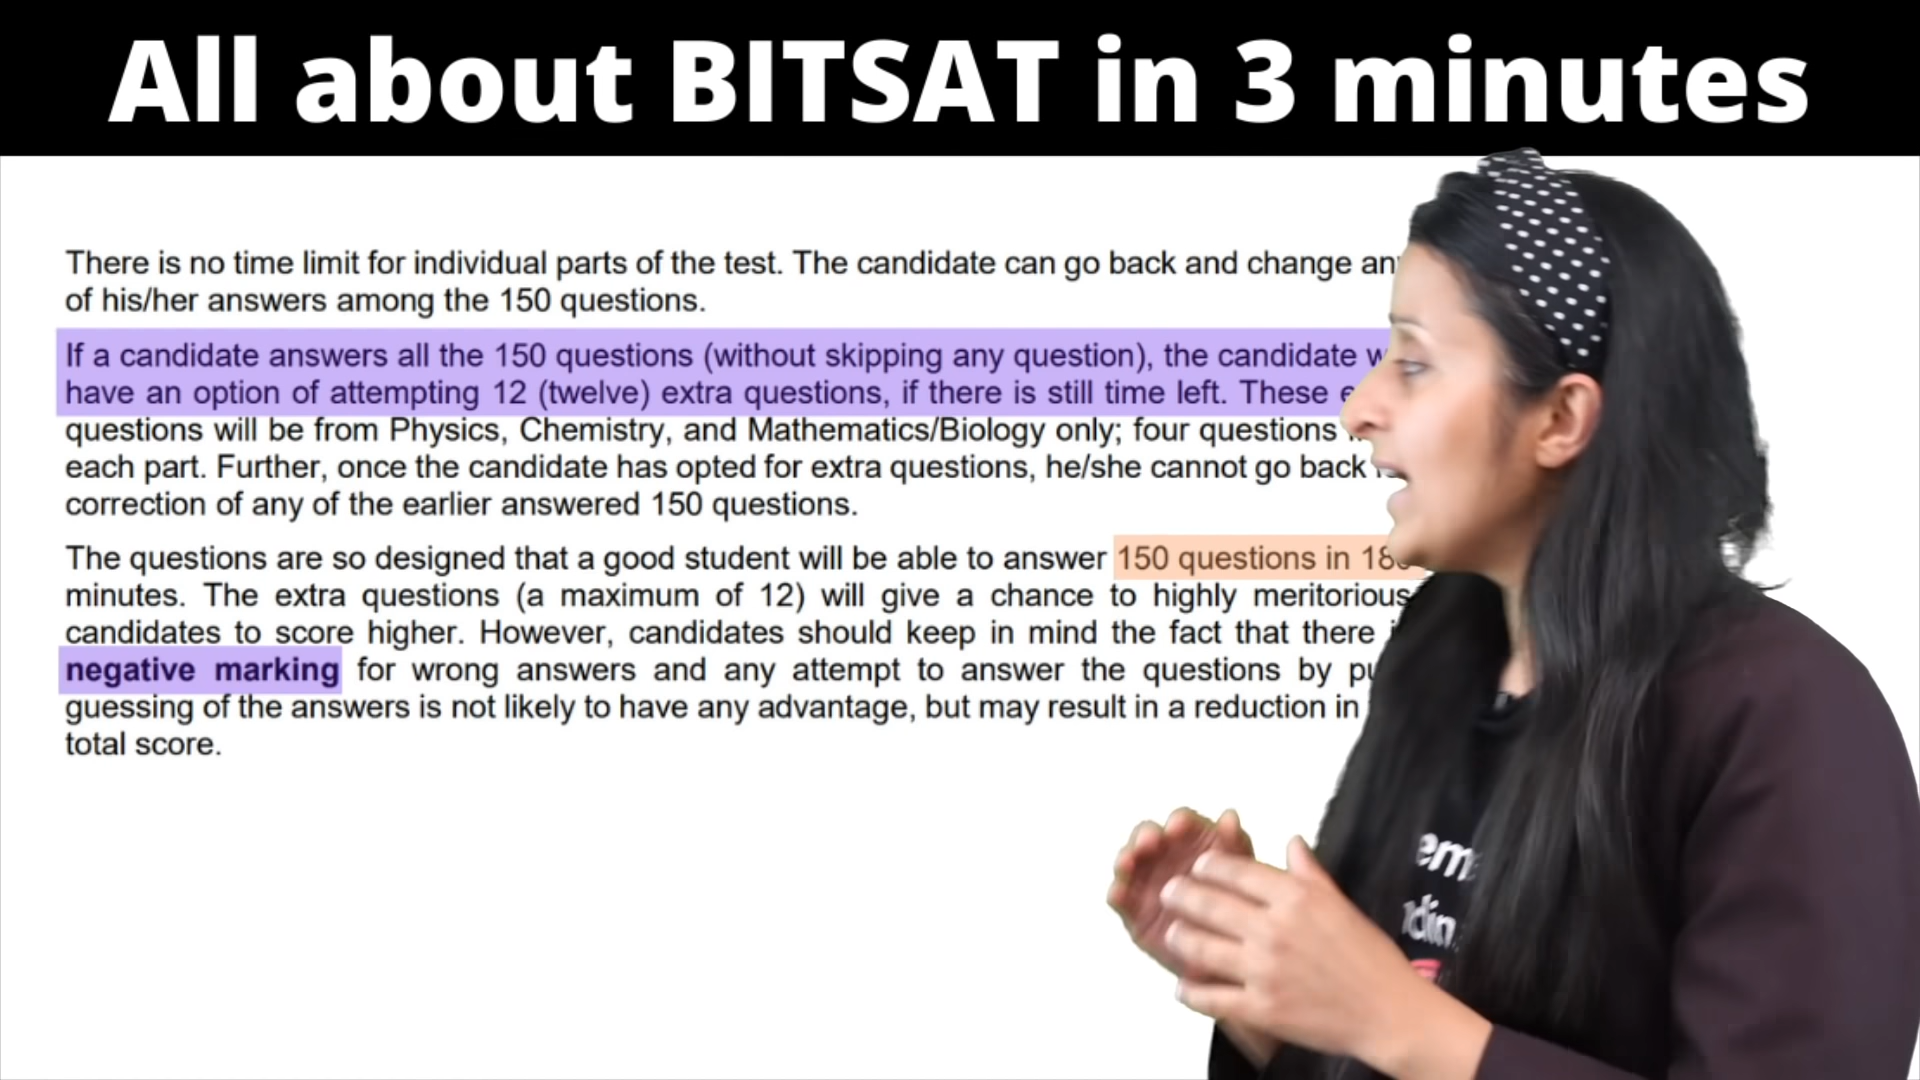 All about BITSAT in 3 minutes
There is no time limit for individual parts of the test. The candidate can go back and change
of his/her answers among the 150 questions.
If a candidate answers all the 150 questions (without skipping any question), the candidate
have an option of attempting 12 (twelve) extra questions, if there is still time left. These
questions will be from Physics, Chemistry, and Mathematics/Biology only; four questions
each part. Further, once the candidate has opted for extra questions, he/she cannot go back
correction of any of the earlier answered 150 questions.
The questions are so designed that a good student will be able to answer 150 questions in
minutes. The extra questions (a maximum of 12) will give a chance to highly meritorious
candidates to score higher. However, candidates should keep in mind the fact that there
negative marking for wrong answers and any attempt to answer the questions by
guessing of the answers is not likely to have any advantage, but may result in a reduction in
total score.